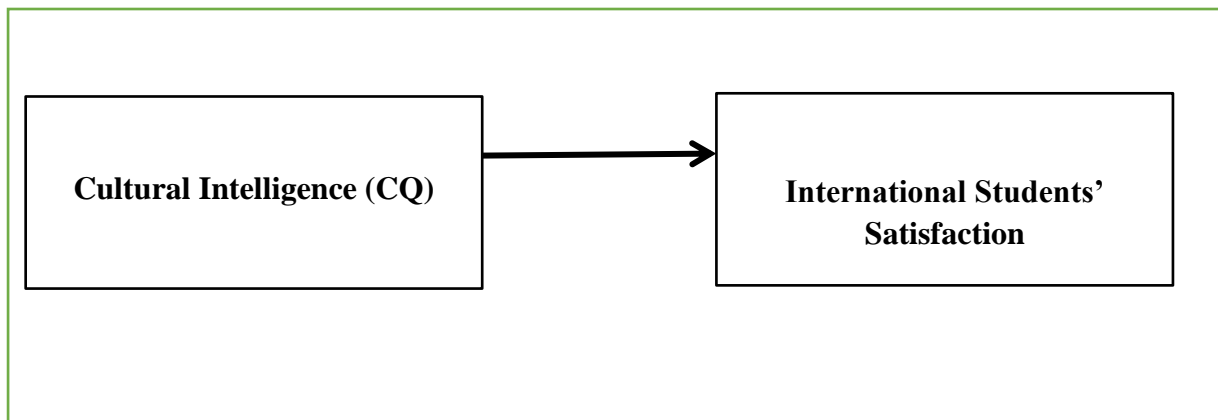 Cultural Intelligence (CQ)
International Students’
Satisfaction